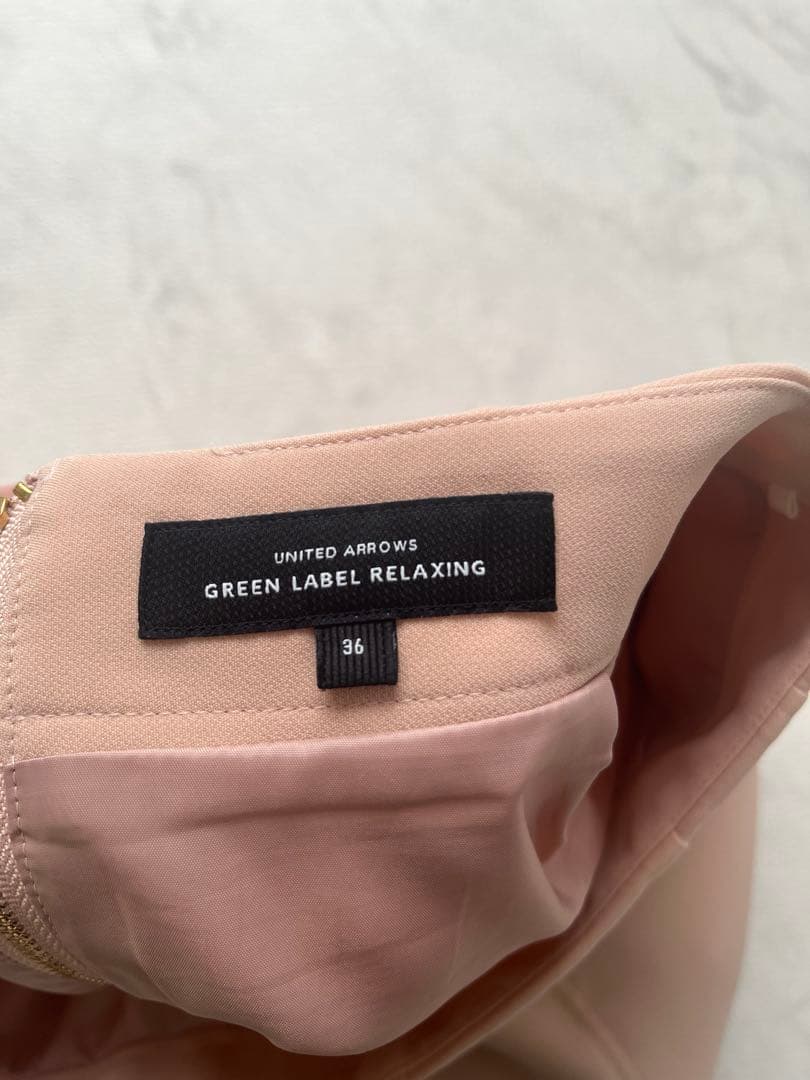 UNITED ARROWS
GREEN LABEL RELAXING
36